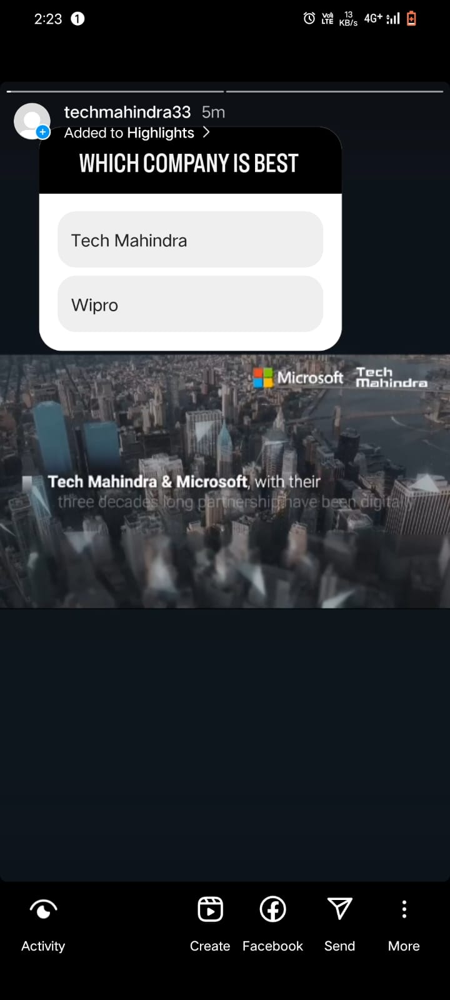 2:23 1 Vo) LTE 13 KB/s 4G+
techmahindra33 5m
Added to Highlights >
WHICH COMPANY IS BEST
Tech Mahindra
Wipro
Microsoft Tech Mahindra
Tech Mahindra & Microsoft, with their
three decades long partnership have been digitally
Activity Create Facebook Send More